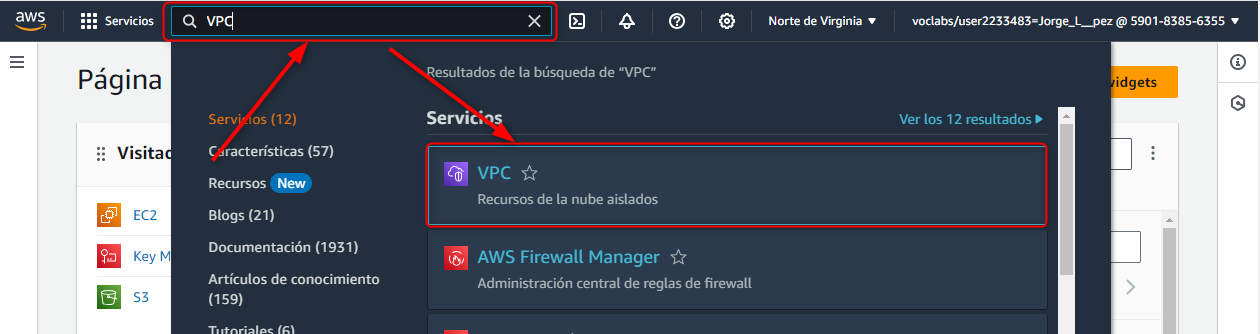 aws
Servicios
VPC
Norte de Virginia
voclabs/user2233483=Jorge_L__pez @ 5901-8385-6355
Página
Resultados de la búsqueda de “VPC”
Servicios (12)
Características (57)
Recursos New
Blogs (21)
Documentación (1931)
Artículos de conocimiento
(159)
Tutoriales (6)
Servicios
Ver los 12 resultados
VPC
Recursos de la nube aislados
AWS Firewall Manager
Administración central de reglas de firewall
EC2
Key M
S3